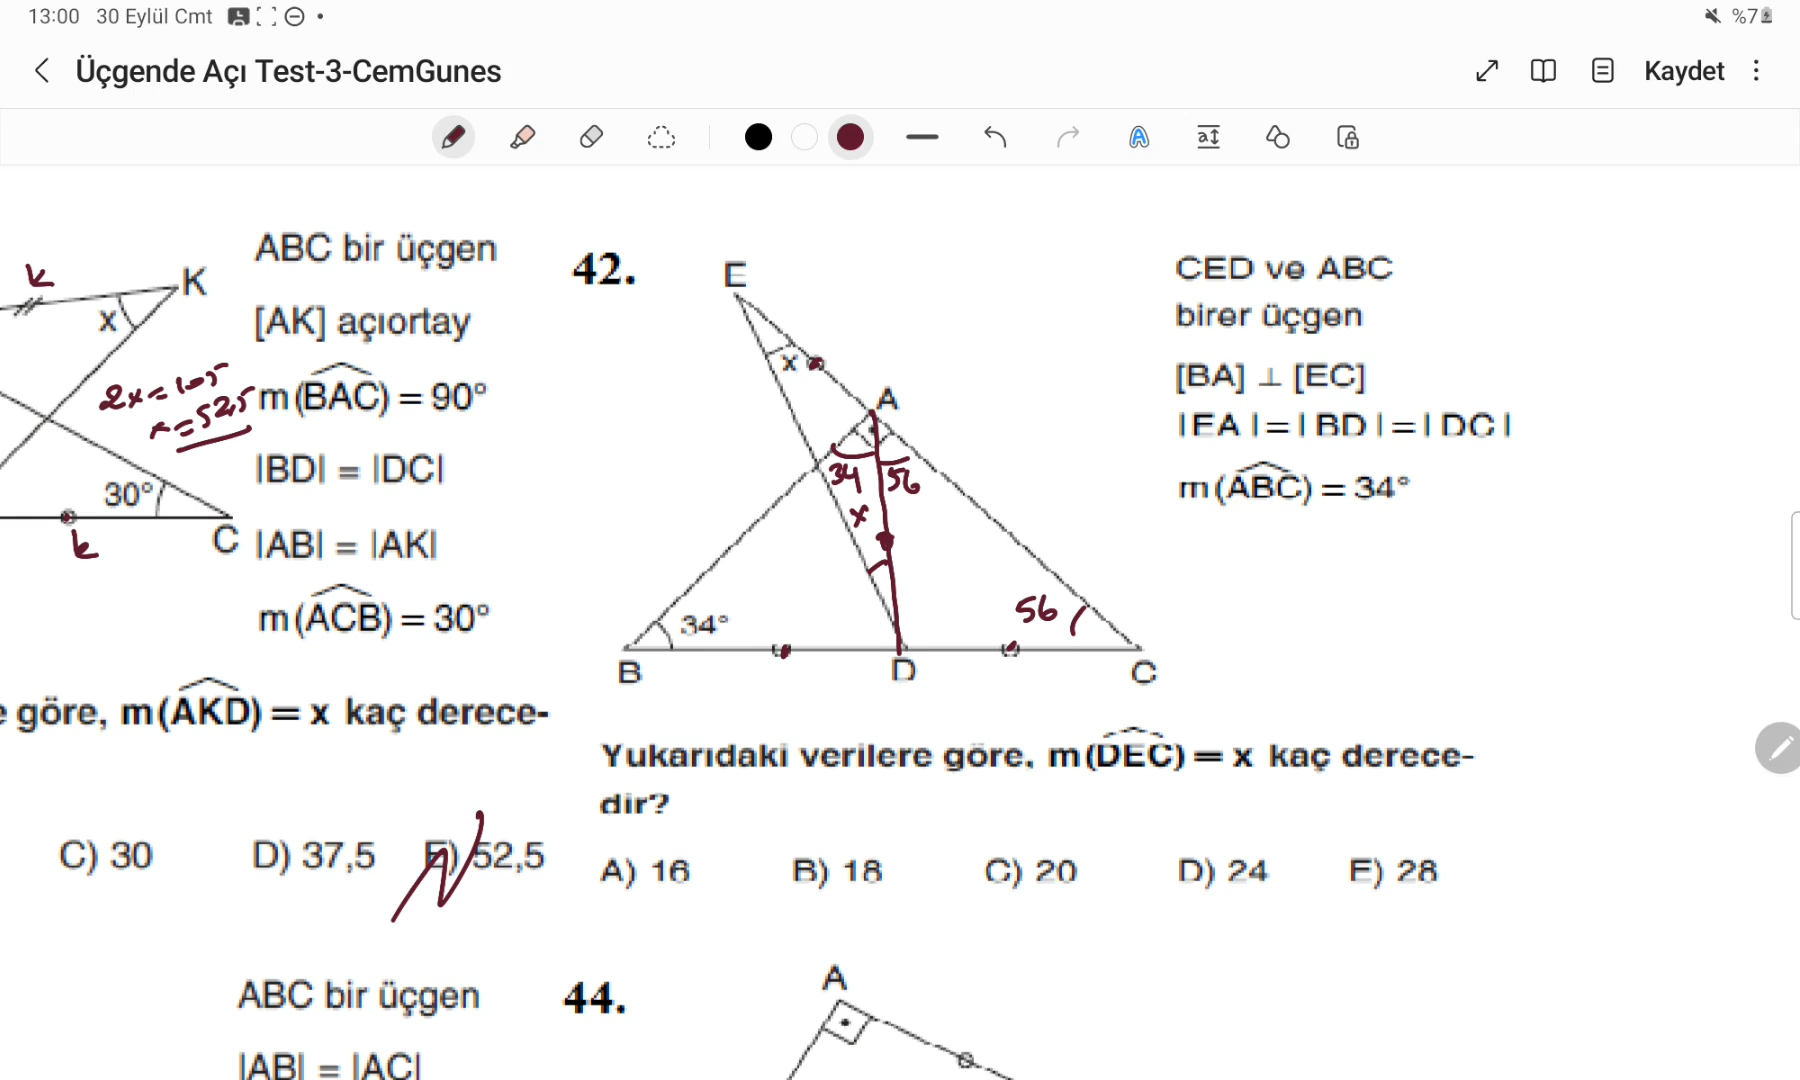 13:00 30 Eylül Cmt
%7
Üçgende Açı Test-3-CemGunes
Kaydet
k
K
x
2x=105
x=52,5
30°
k
C
ABC bir üçgen
[AK] açıortay
m(BAC) = 90°
|BD| = |DC|
|AB| = |AK|
m(ACB) = 30°
e göre, m(AKD) = x kaç derece-
C) 30 D) 37,5 E) 52,5
ABC bir üçgen
|AB| = |AC|
42.
E
x
A
34 56
x
56
34°
B D C
CED ve ABC
birer üçgen
[BA] ⊥ [EC]
|EA| = |BD| = |DC|
m(ABC) = 34°
Yukarıdaki verilere göre, m(DEC) = x kaç derece-
dir?
A) 16 B) 18 C) 20 D) 24 E) 28
44.
A